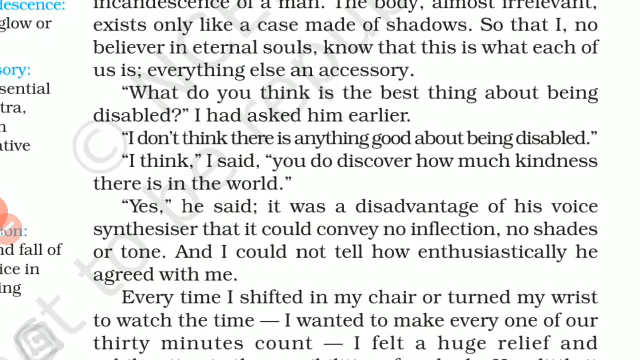 escence:
glow or
sory:
sential
tra,
ative
on:
nd fall of
ice in
ing
incandescence of a man. The body, almost irrelevant,
exists only like a case made of shadows. So that I, no
believer in eternal souls, know that this is what each of
us is; everything else an accessory.
“What do you think is the best thing about being
disabled?” I had asked him earlier.
“I don’t think there is anything good about being disabled.”
“I think,” I said, “you do discover how much kindness
there is in the world.”
“Yes,” he said; it was a disadvantage of his voice
synthesiser that it could convey no inflection, no shades
or tone. And I could not tell how enthusiastically he
agreed with me.
Every time I shifted in my chair or turned my wrist
to watch the time — I wanted to make every one of our
thirty minutes count — I felt a huge relief and